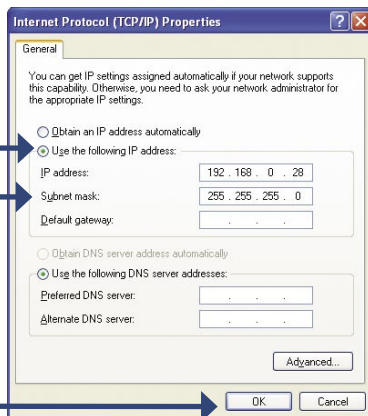 Internet Protocol (TCP/IP) Properties
General
You can get IP settings assigned automatically if your network supports
this capability. Otherwise, you need to ask your network administrator for
the appropriate IP settings.
Obtain an IP address automatically
Use the following IP address:
IP address: 192 . 168 . 0 . 28
Subnet mask: 255 . 255 . 255 . 0
Default gateway: . . .
Obtain DNS server address automatically
Use the following DNS server addresses:
Preferred DNS server: . . .
Alternate DNS server: . . .
Advanced...
OK Cancel